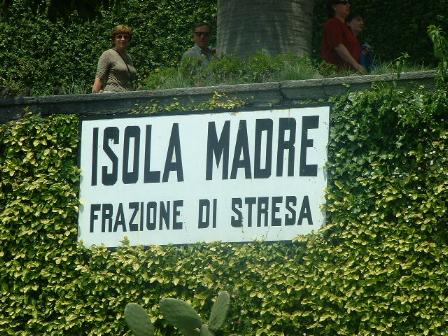 ISOLA MADRE
FRAZIONE DI STRESA